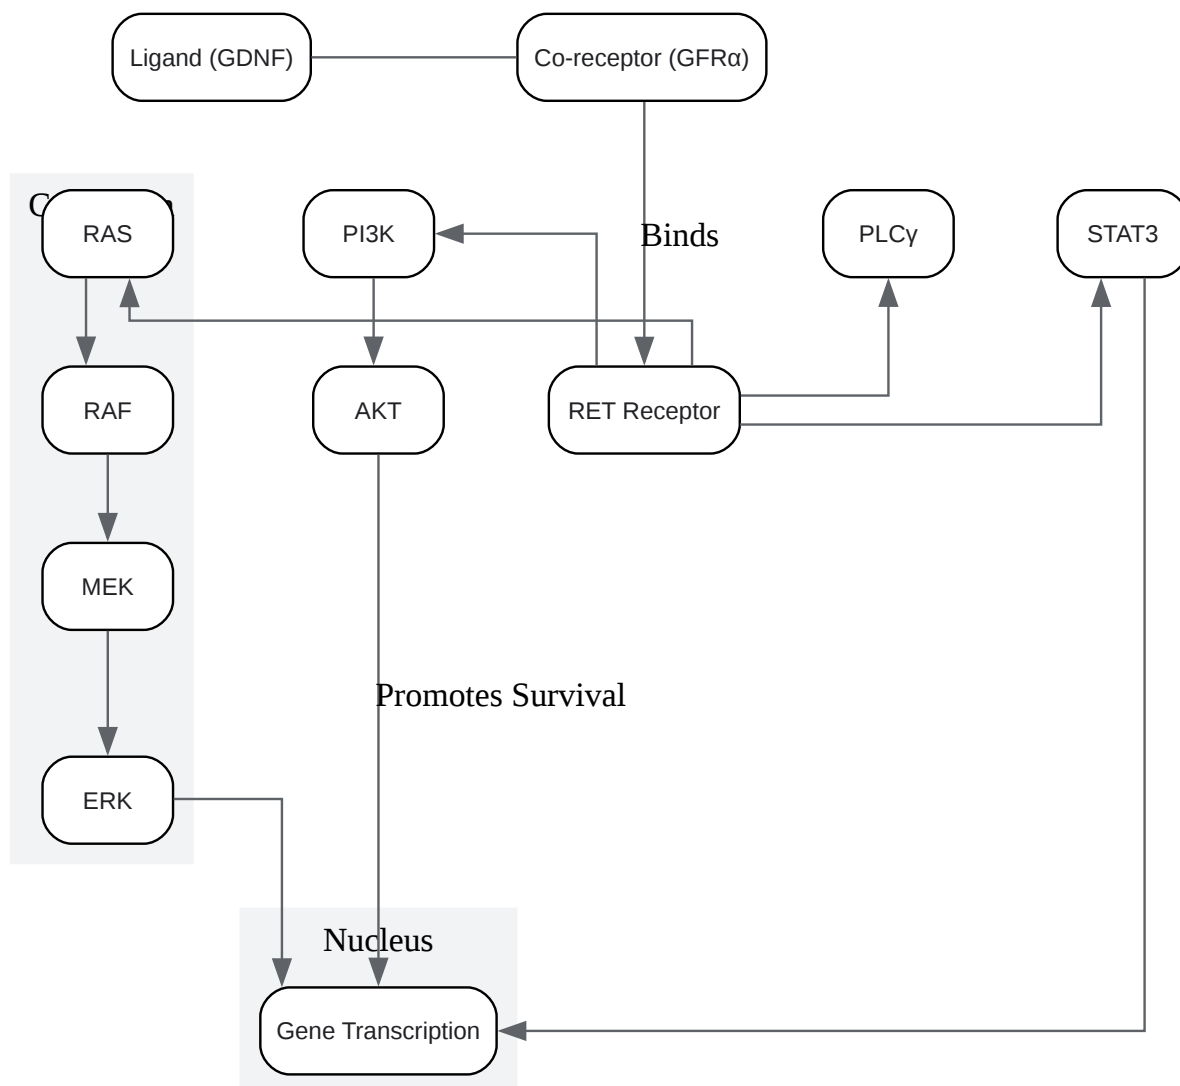 Ligand (GDNF)
Co-receptor (GFRα)
RAS
PI3K
Binds
PLCγ
STAT3
RAF
AKT
RET Receptor
MEK
Promotes Survival
ERK
Nucleus
Gene Transcription